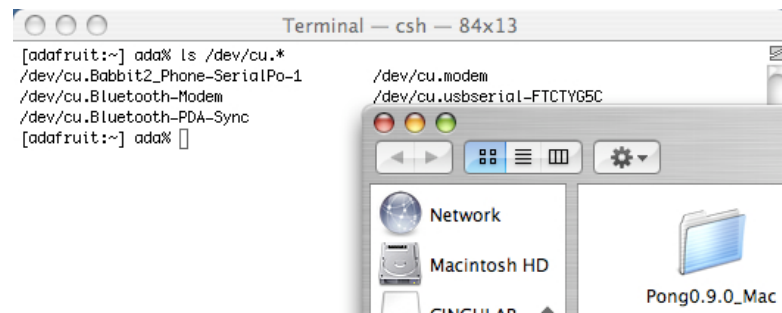 Terminal — csh — 84x13
[adafruit:~] ada% ls /dev/cu.*
/dev/cu.Babbit2_Phone-SerialPo-1 /dev/cu.modem
/dev/cu.Bluetooth-Modem /dev/cu.usbserial-FTCTYG5C
/dev/cu.Bluetooth-PDA-Sync
[adafruit:~] ada%
Network
Macintosh HD
Pong0.9.0_Mac